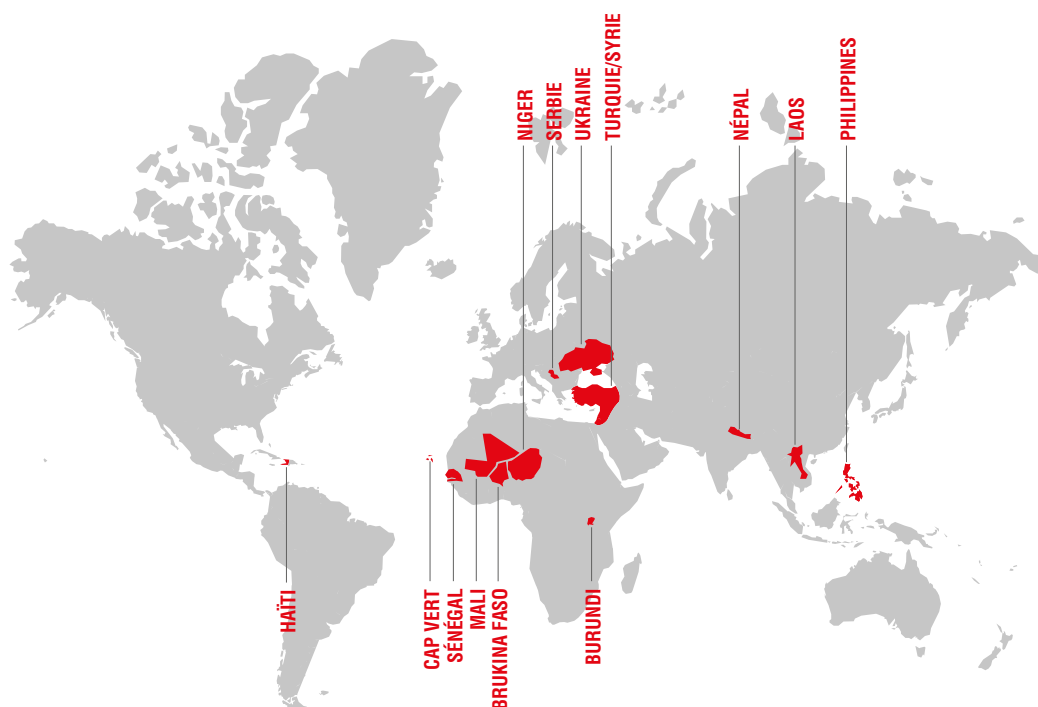 NIGER
SERBIE
UKRAINE
TURQUIE/SYRIE
NÉPAL
LAOS
PHILIPPINES
HAÏTI
CAP VERT
SÉNÉGAL
MALI
BRUKINA FASO
BURUNDI